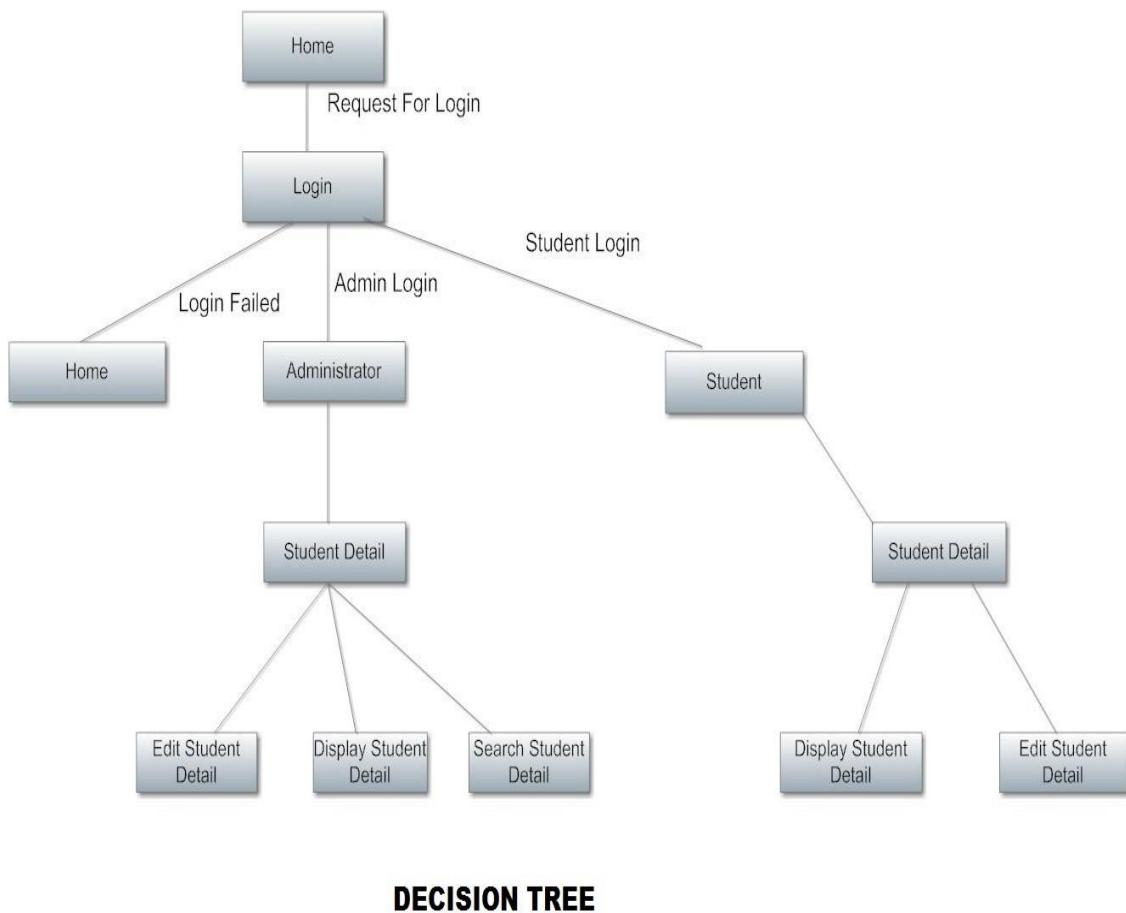 Home
Request For Login
Login
Student Login
Admin Login
Login Failed
Home
Administrator
Student
Student Detail
Student Detail
Edit Student
Detail
Display Student
Detail
Search Student
Detail
Display Student
Detail
Edit Student
Detail
DECISION TREE